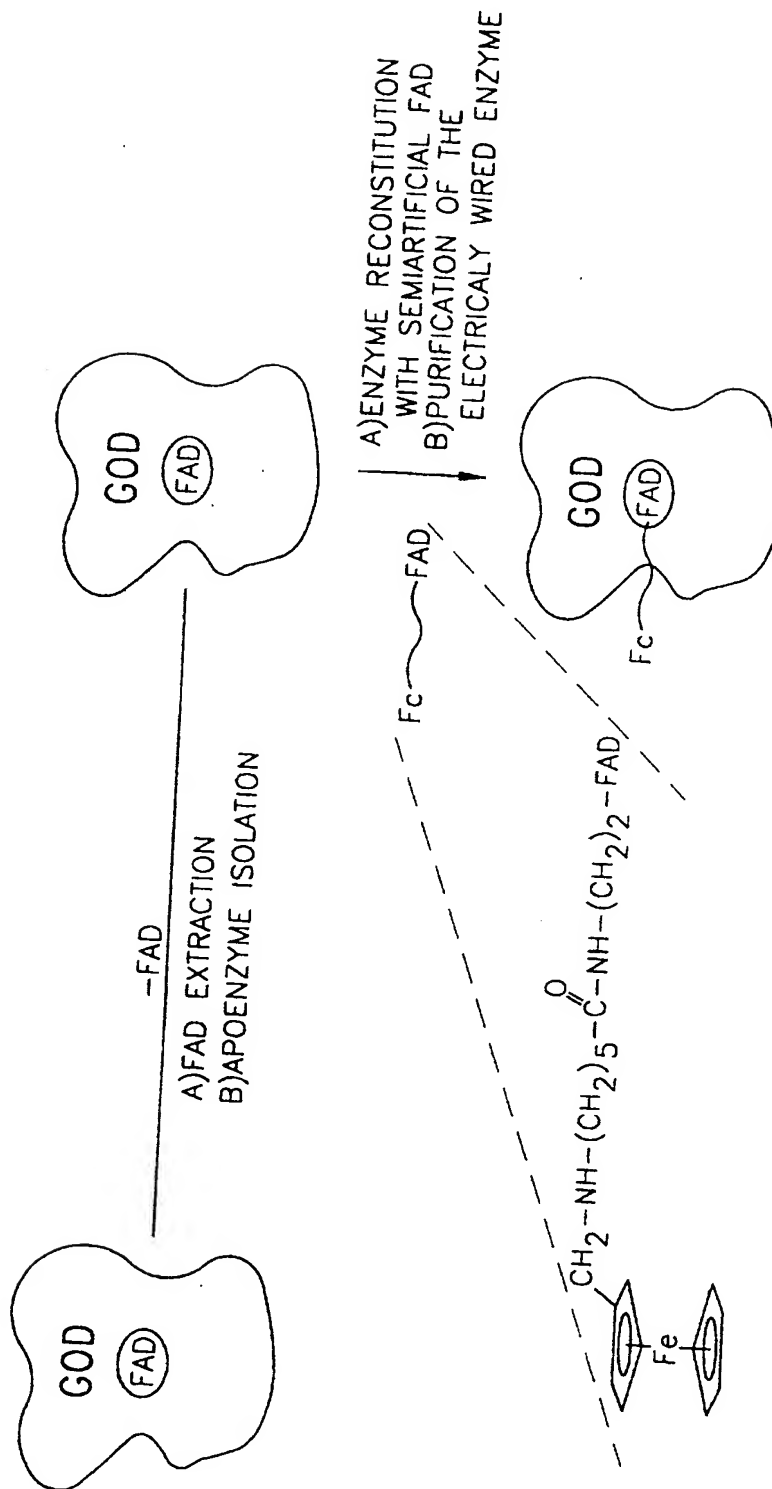 GOD
FAD
-FAD
A)FAD EXTRACTION
B)APOENZYME ISOLATION
GOD
FAD
A)ENZYME RECONSTITUTION
WITH SEMIARTIFICIAL FAD
B)PURIFICATION OF THE
ELECTRICALY WIRED ENZYME
Fc FAD
GOD
Fc FAD
CH2-NH-(CH2)5-C-NH-(CH2)2-FAD
O
Fe